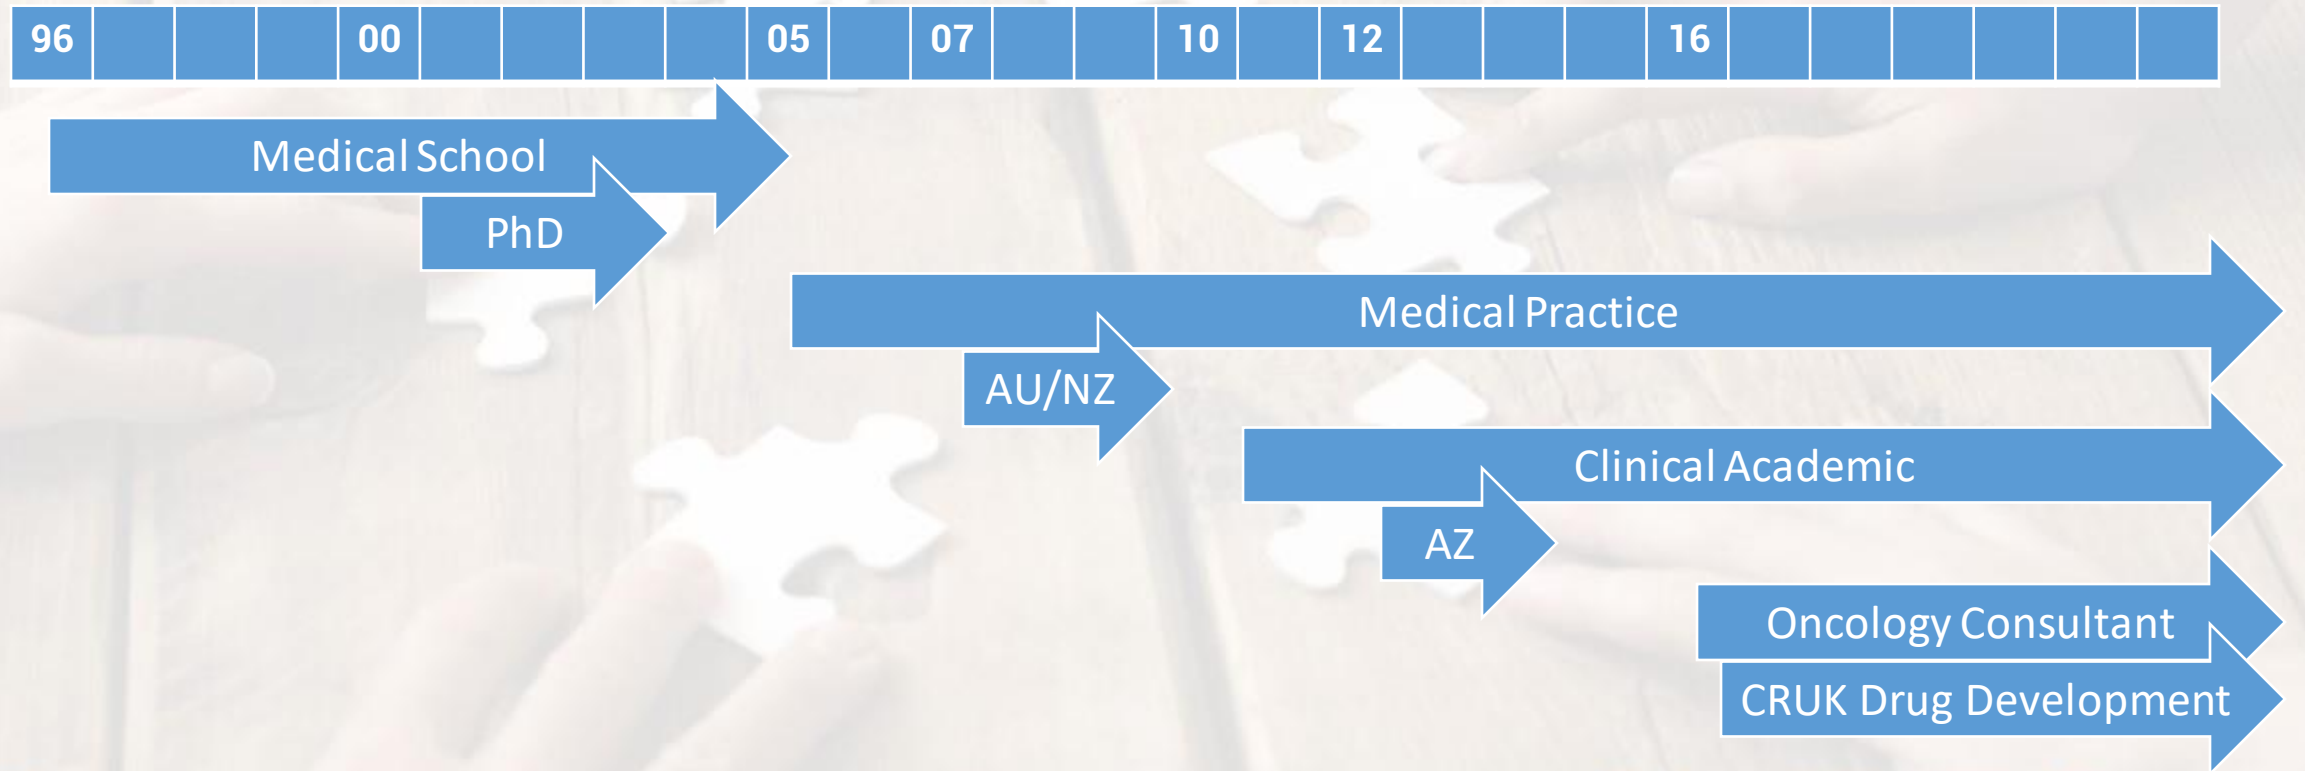 96 00 05 07 10 12 16
Medical School
PhD
Medical Practice
AU/NZ
Clinical Academic
AZ
Oncology Consultant
CRUK Drug Development